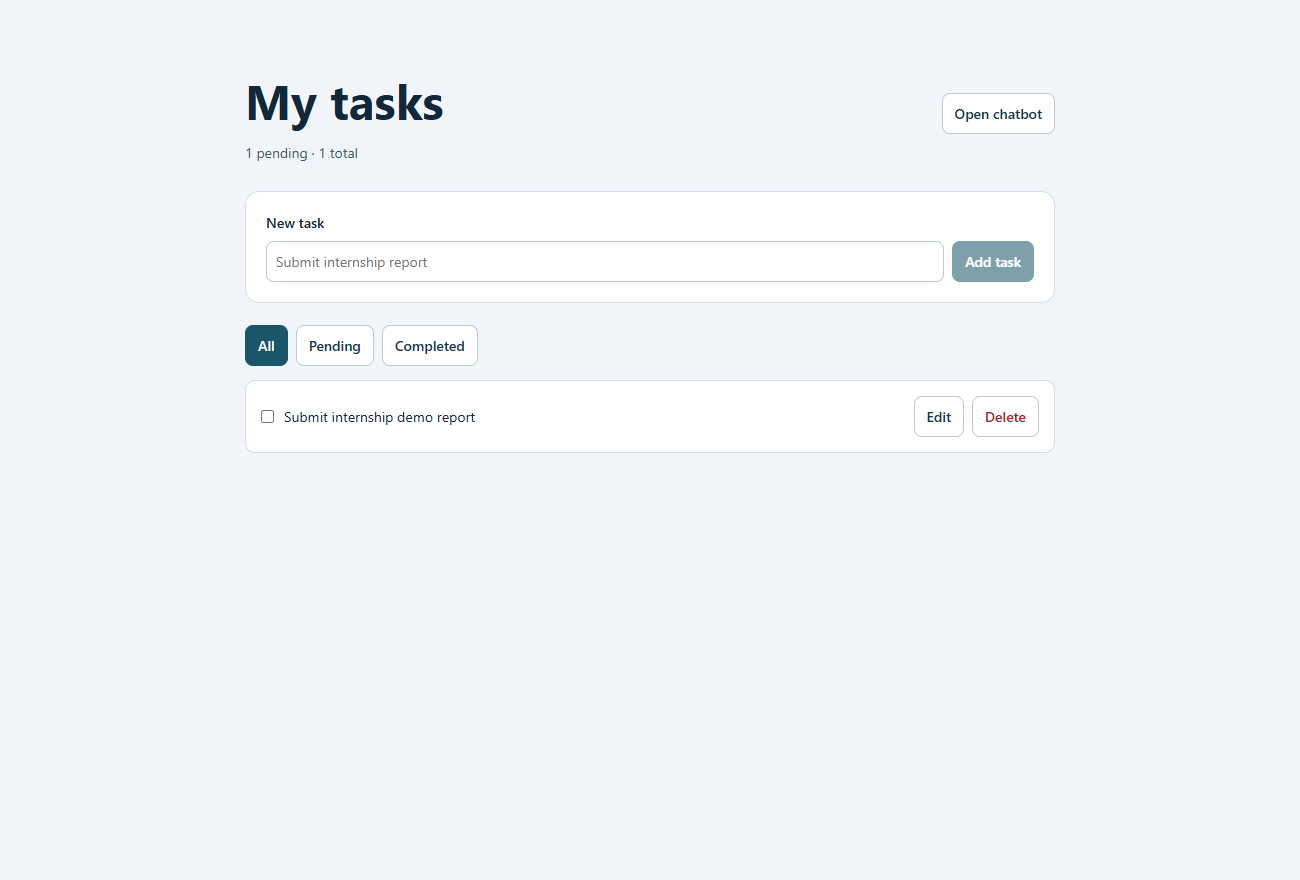 My tasks
Open chatbot
1 pending · 1 total
New task
Submit internship report
Add task
All
Pending
Completed
Submit internship demo report
Edit
Delete